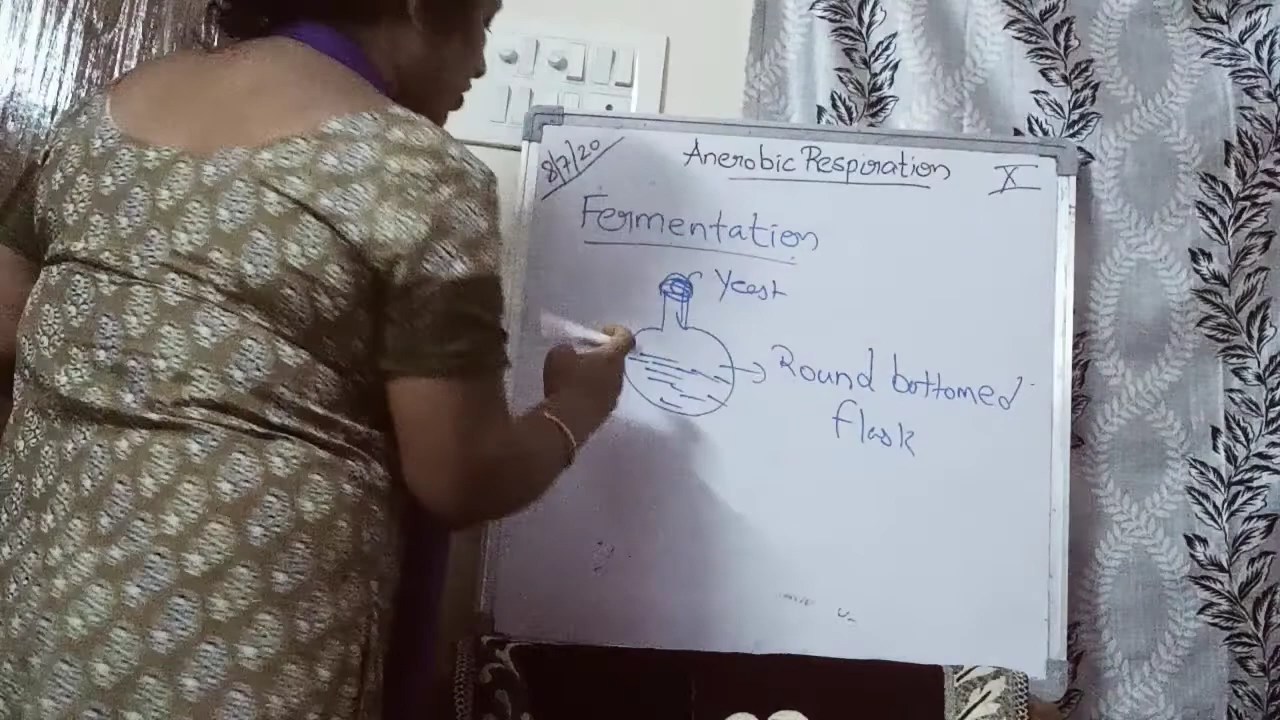 8/7/20
Anerobic Respiration
X
Fermentation
Yeast
Round bottomed
flask